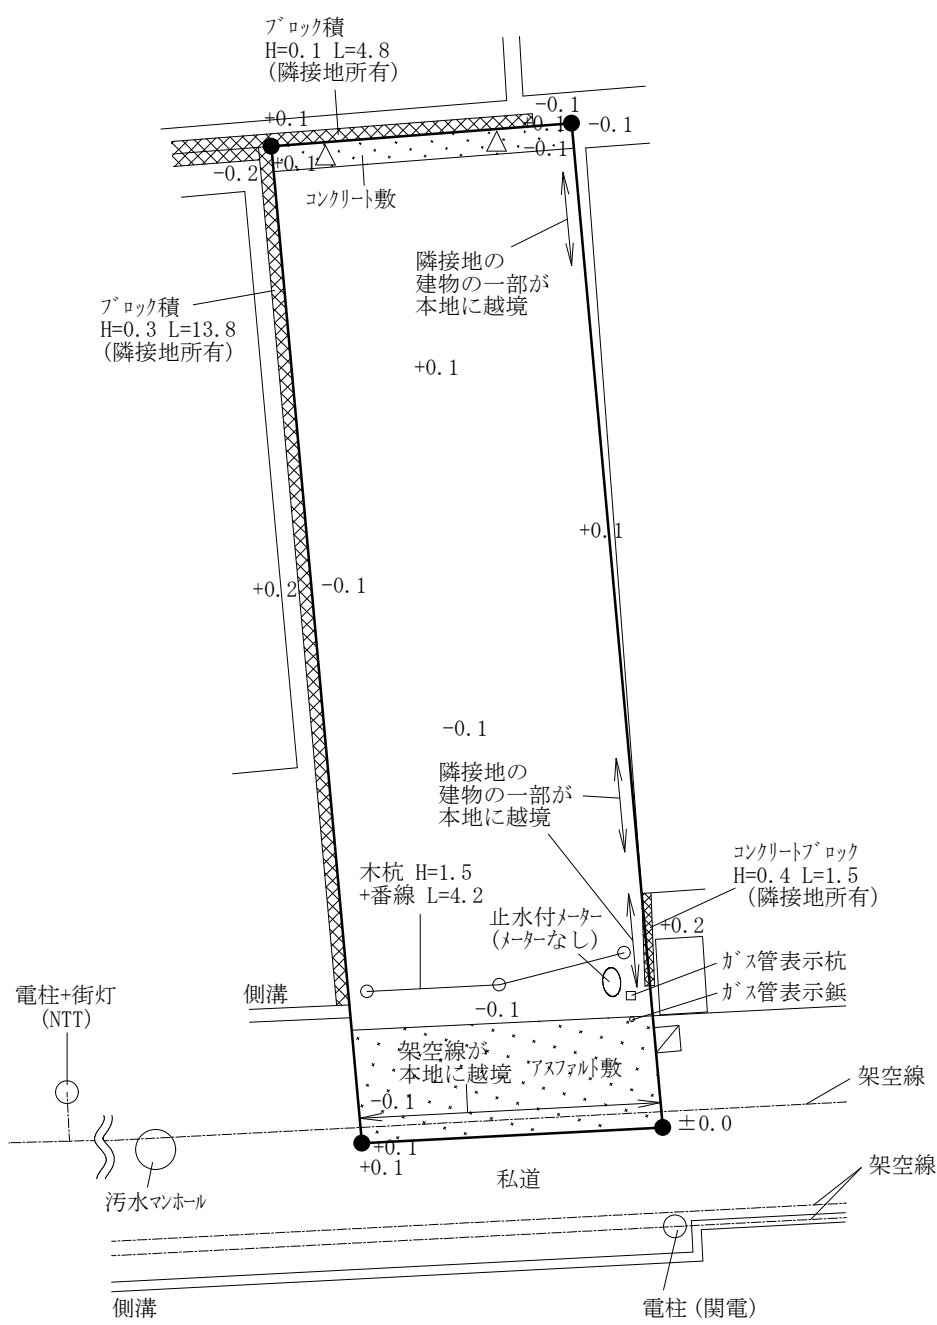 ブロック積
H=0.1 L=4.8
(隣接地所有)
+0.1
-0.1
+0.1
-0.1
-0.1
-0.2
+0.1
コンクリート敷
隣接地の
建物の一部が
本地に越境
ブロック積
H=0.3 L=13.8
(隣接地所有)
+0.1
+0.1
+0.2
-0.1
-0.1
隣接地の
建物の一部が
本地に越境
コンクリートブロック
H=0.4 L=1.5
(隣接地所有)
木杭 H=1.5
+番線 L=4.2
止水付メーター
(メーターなし)
+0.2
ガス管表示杭
ガス管表示鋲
電柱+街灯
(NTT)
側溝
-0.1
架空線が
本地に越境
アスファルト敷
架空線
-0.1
±0.0
+0.1
+0.1
私道
架空線
汚水マンホール
側溝
電柱(関電)